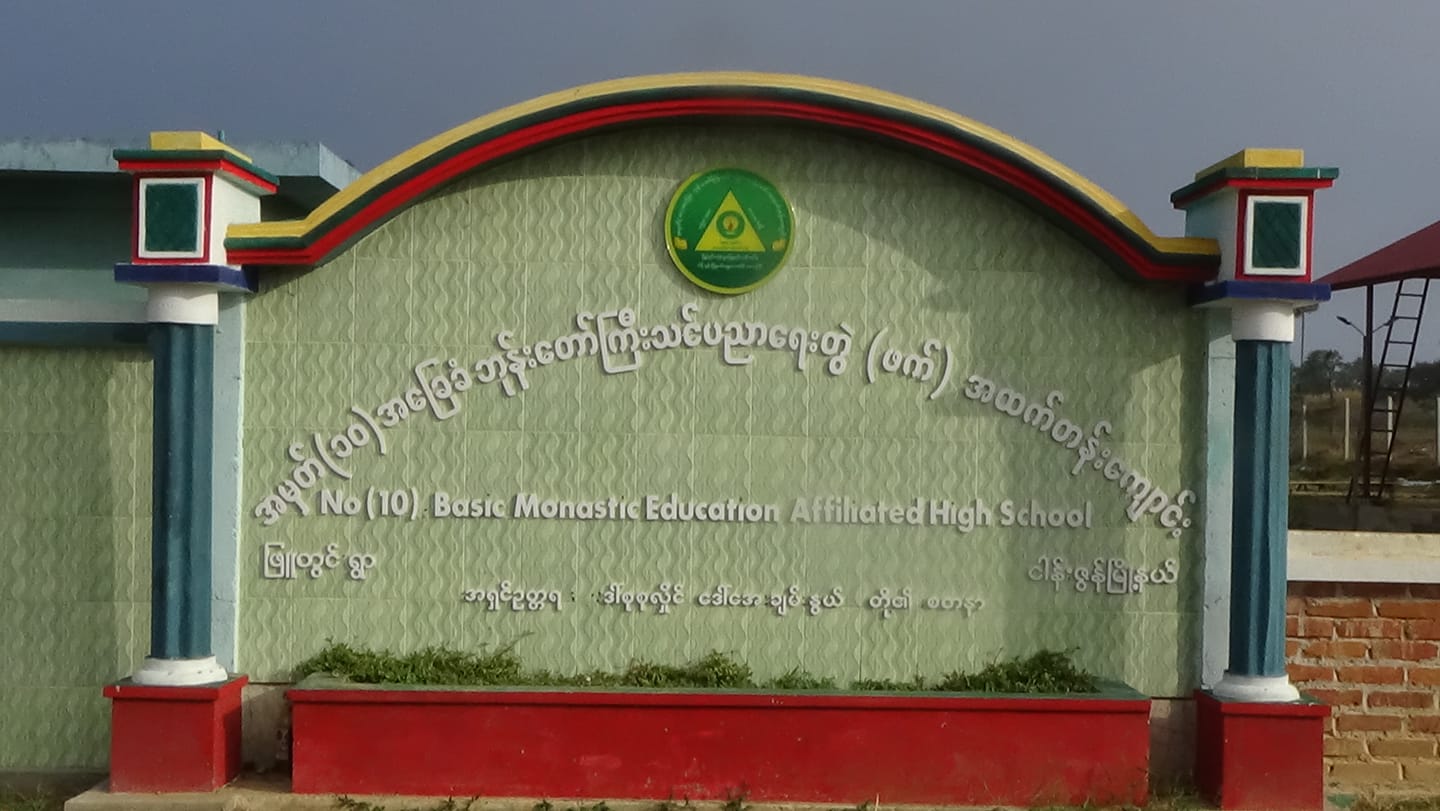 အမှတ်(၁၀)အခြေခံ ဘုန်းတော်ကြီးသင်ပညာရေးတွဲ (ဖက်) အထက်တန်းကျောင်း
No (10) Basic Monastic Education Affiliated High School
ဖြူတွင်းရွာ ငါန်းဇွန်မြို့နယ်
အရှင်ဥတ္တရ ဒေါ်စုစုလှိုင် ဒေါ်အေးချမ်းနွယ် တို့၏ စေတနာ